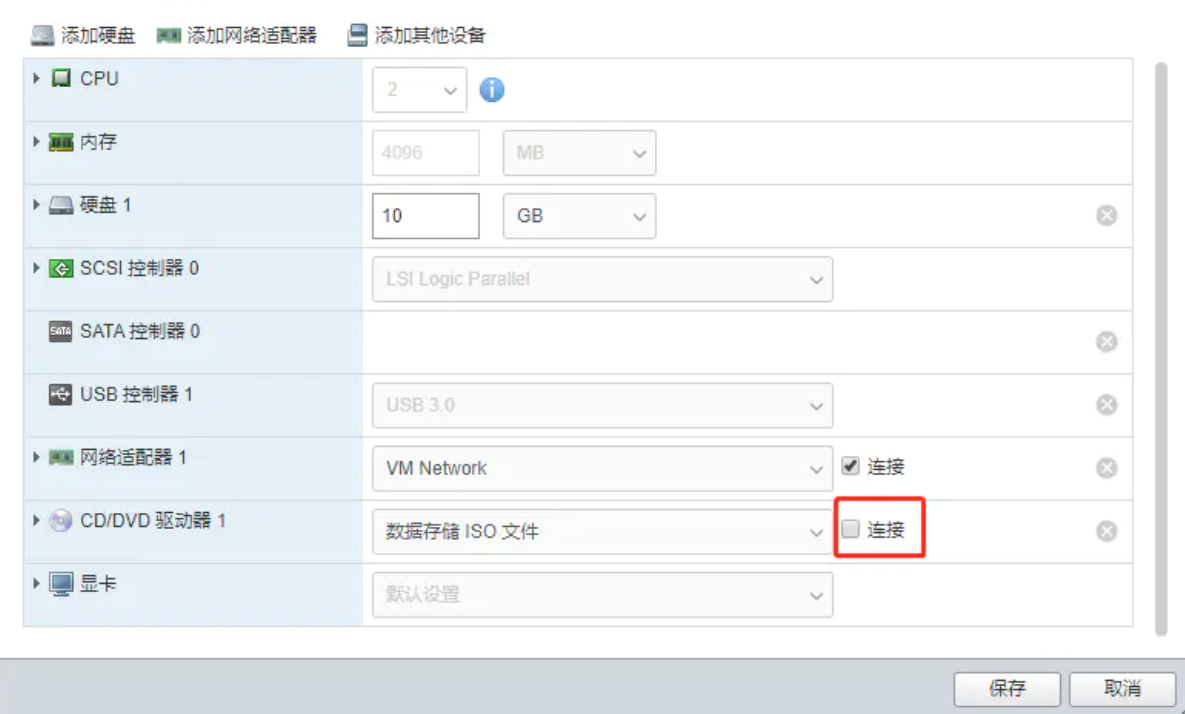 添加硬盘 添加网络适配器 添加其他设备
CPU 2
内存 4096 MB
硬盘 1 10 GB
SCSI 控制器 0 LSI Logic Parallel
SATA SATA 控制器 0
USB 控制器 1 USB 3.0
网络适配器 1 VM Network 连接
CD/DVD 驱动器 1 数据存储 ISO 文件 连接
显卡 默认设置
保存 取消